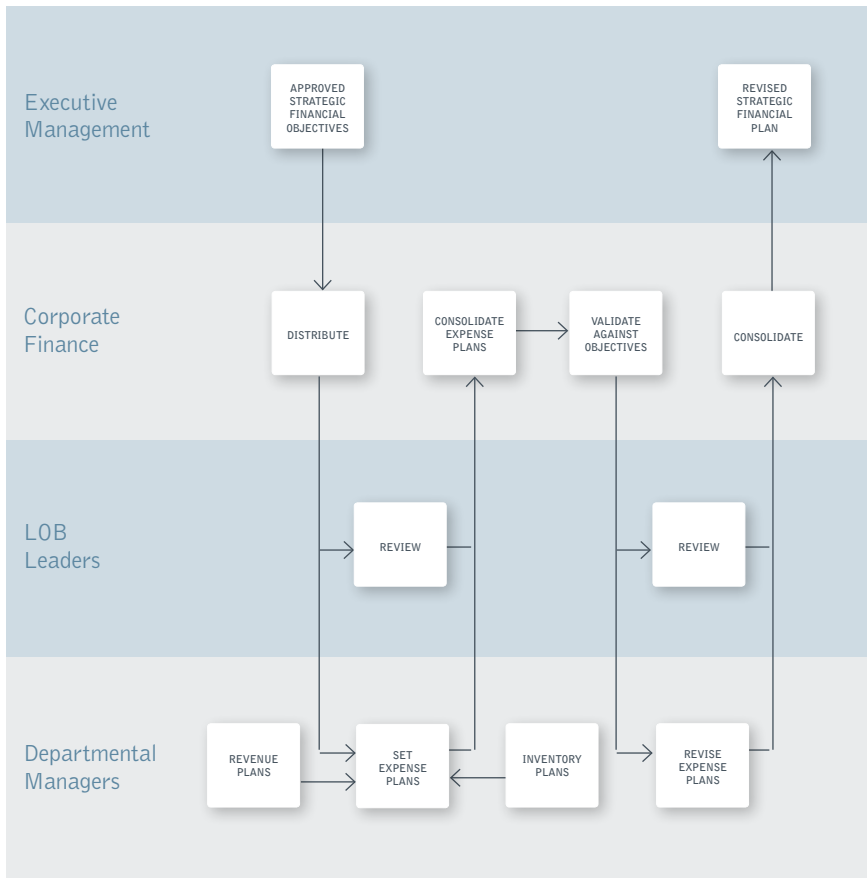 Executive
Management
APPROVED
STRATEGIC
FINANCIAL
OBJECTIVES
REVISED
STRATEGIC
FINANCIAL
PLAN
Corporate
Finance
DISTRIBUTE
CONSOLIDATE
EXPENSE
PLANS
VALIDATE
AGAINST
OBJECTIVES
CONSOLIDATE
LOB
Leaders
REVIEW
REVIEW
Departmental
Managers
REVENUE
PLANS
SET
EXPENSE
PLANS
INVENTORY
PLANS
REVISE
EXPENSE
PLANS